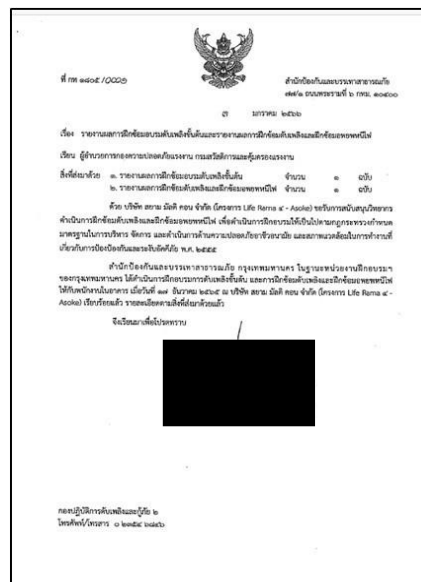 ที่ กท ๑๘๐๕/
สำนักป้องกันและบรรเทาสาธารณภัย
๗๗/๑ ถนนพระรามที่ ๖ กทม. ๑๐๔๐๐
๓ มกราคม ๒๕๖๖
เรื่อง รายงานผลการฝึกซ้อมอบรมดับเพลิงขั้นต้นและรายงานผลการฝึกซ้อมดับเพลิงและฝึกซ้อมอพยพหนีไฟ
เรียน ผู้อำนวยการกองความปลอดภัยแรงงาน กรมสวัสดิการและคุ้มครองแรงงาน
สิ่งที่ส่งมาด้วย ๑. รายงานผลการฝึกซ้อมอบรมดับเพลิงขั้นต้น จำนวน ๑ ฉบับ
๒. รายงานผลการฝึกซ้อมดับเพลิงและฝึกซ้อมอพยพหนีไฟ จำนวน ๑ ฉบับ
ด้วย บริษัท สยาม มัลติ คอน จำกัด (โครงการ Life Rama ๔ - Asoke) ขอรับการสนับสนุนวิทยากร
ดำเนินการฝึกซ้อมดับเพลิงและฝึกซ้อมอพยพหนีไฟ เพื่อดำเนินการฝึกอบรมให้เป็นไปตามกฎกระทรวงกำหนด
มาตรฐานในการบริหาร จัดการ และดำเนินการด้านความปลอดภัยอาชีวอนามัย และสภาพแวดล้อมในการทำงานที่
เกี่ยวกับการป้องป้องกันและระงับอัคคีภัย พ.ศ. ๒๕๕๕
สำนักป้องกันและบรรเทาสาธารณภัย กรุงเทพมหานคร ในฐานะหน่วยงานฝึกอบรมฯ
ของกรุงเทพมหานคร ได้ดำเนินการฝึกอบรมการดับเพลิงขั้นต้น และการฝึกซ้อมดับเพลิงและฝึกซ้อมอพยพหนีไฟ
ให้กับพนักงานในอาคาร เมื่อวันที่ ๑๗ ธันวาคม ๒๕๖๕ ณ บริษัท สยาม มัลติ คอน จำกัด (โครงการ Life Rama ๔ -
Asoke) เรียบร้อยแล้ว รายละเอียดตามสิ่งที่ส่งมาด้วยแล้ว
จึงเรียนมาเพื่อโปรดทราบ
กองปฏิบัติการดับเพลิงและกู้ภัย ๒
โทรศัพท์/โทรสาร ๐ ๒๓๕๔ ๖๘๕๖